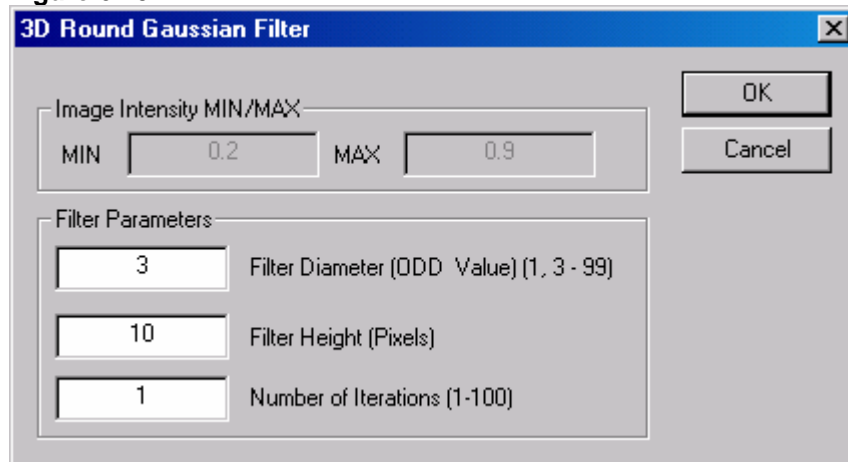 3D Round Gaussian Filter
Image Intensity MIN/MAX
MIN 0.2 MAX 0.9
OK
Cancel
Filter Parameters
3 Filter Diameter (ODD Value) (1, 3 - 99)
10 Filter Height (Pixels)
1 Number of Iterations (1-100)